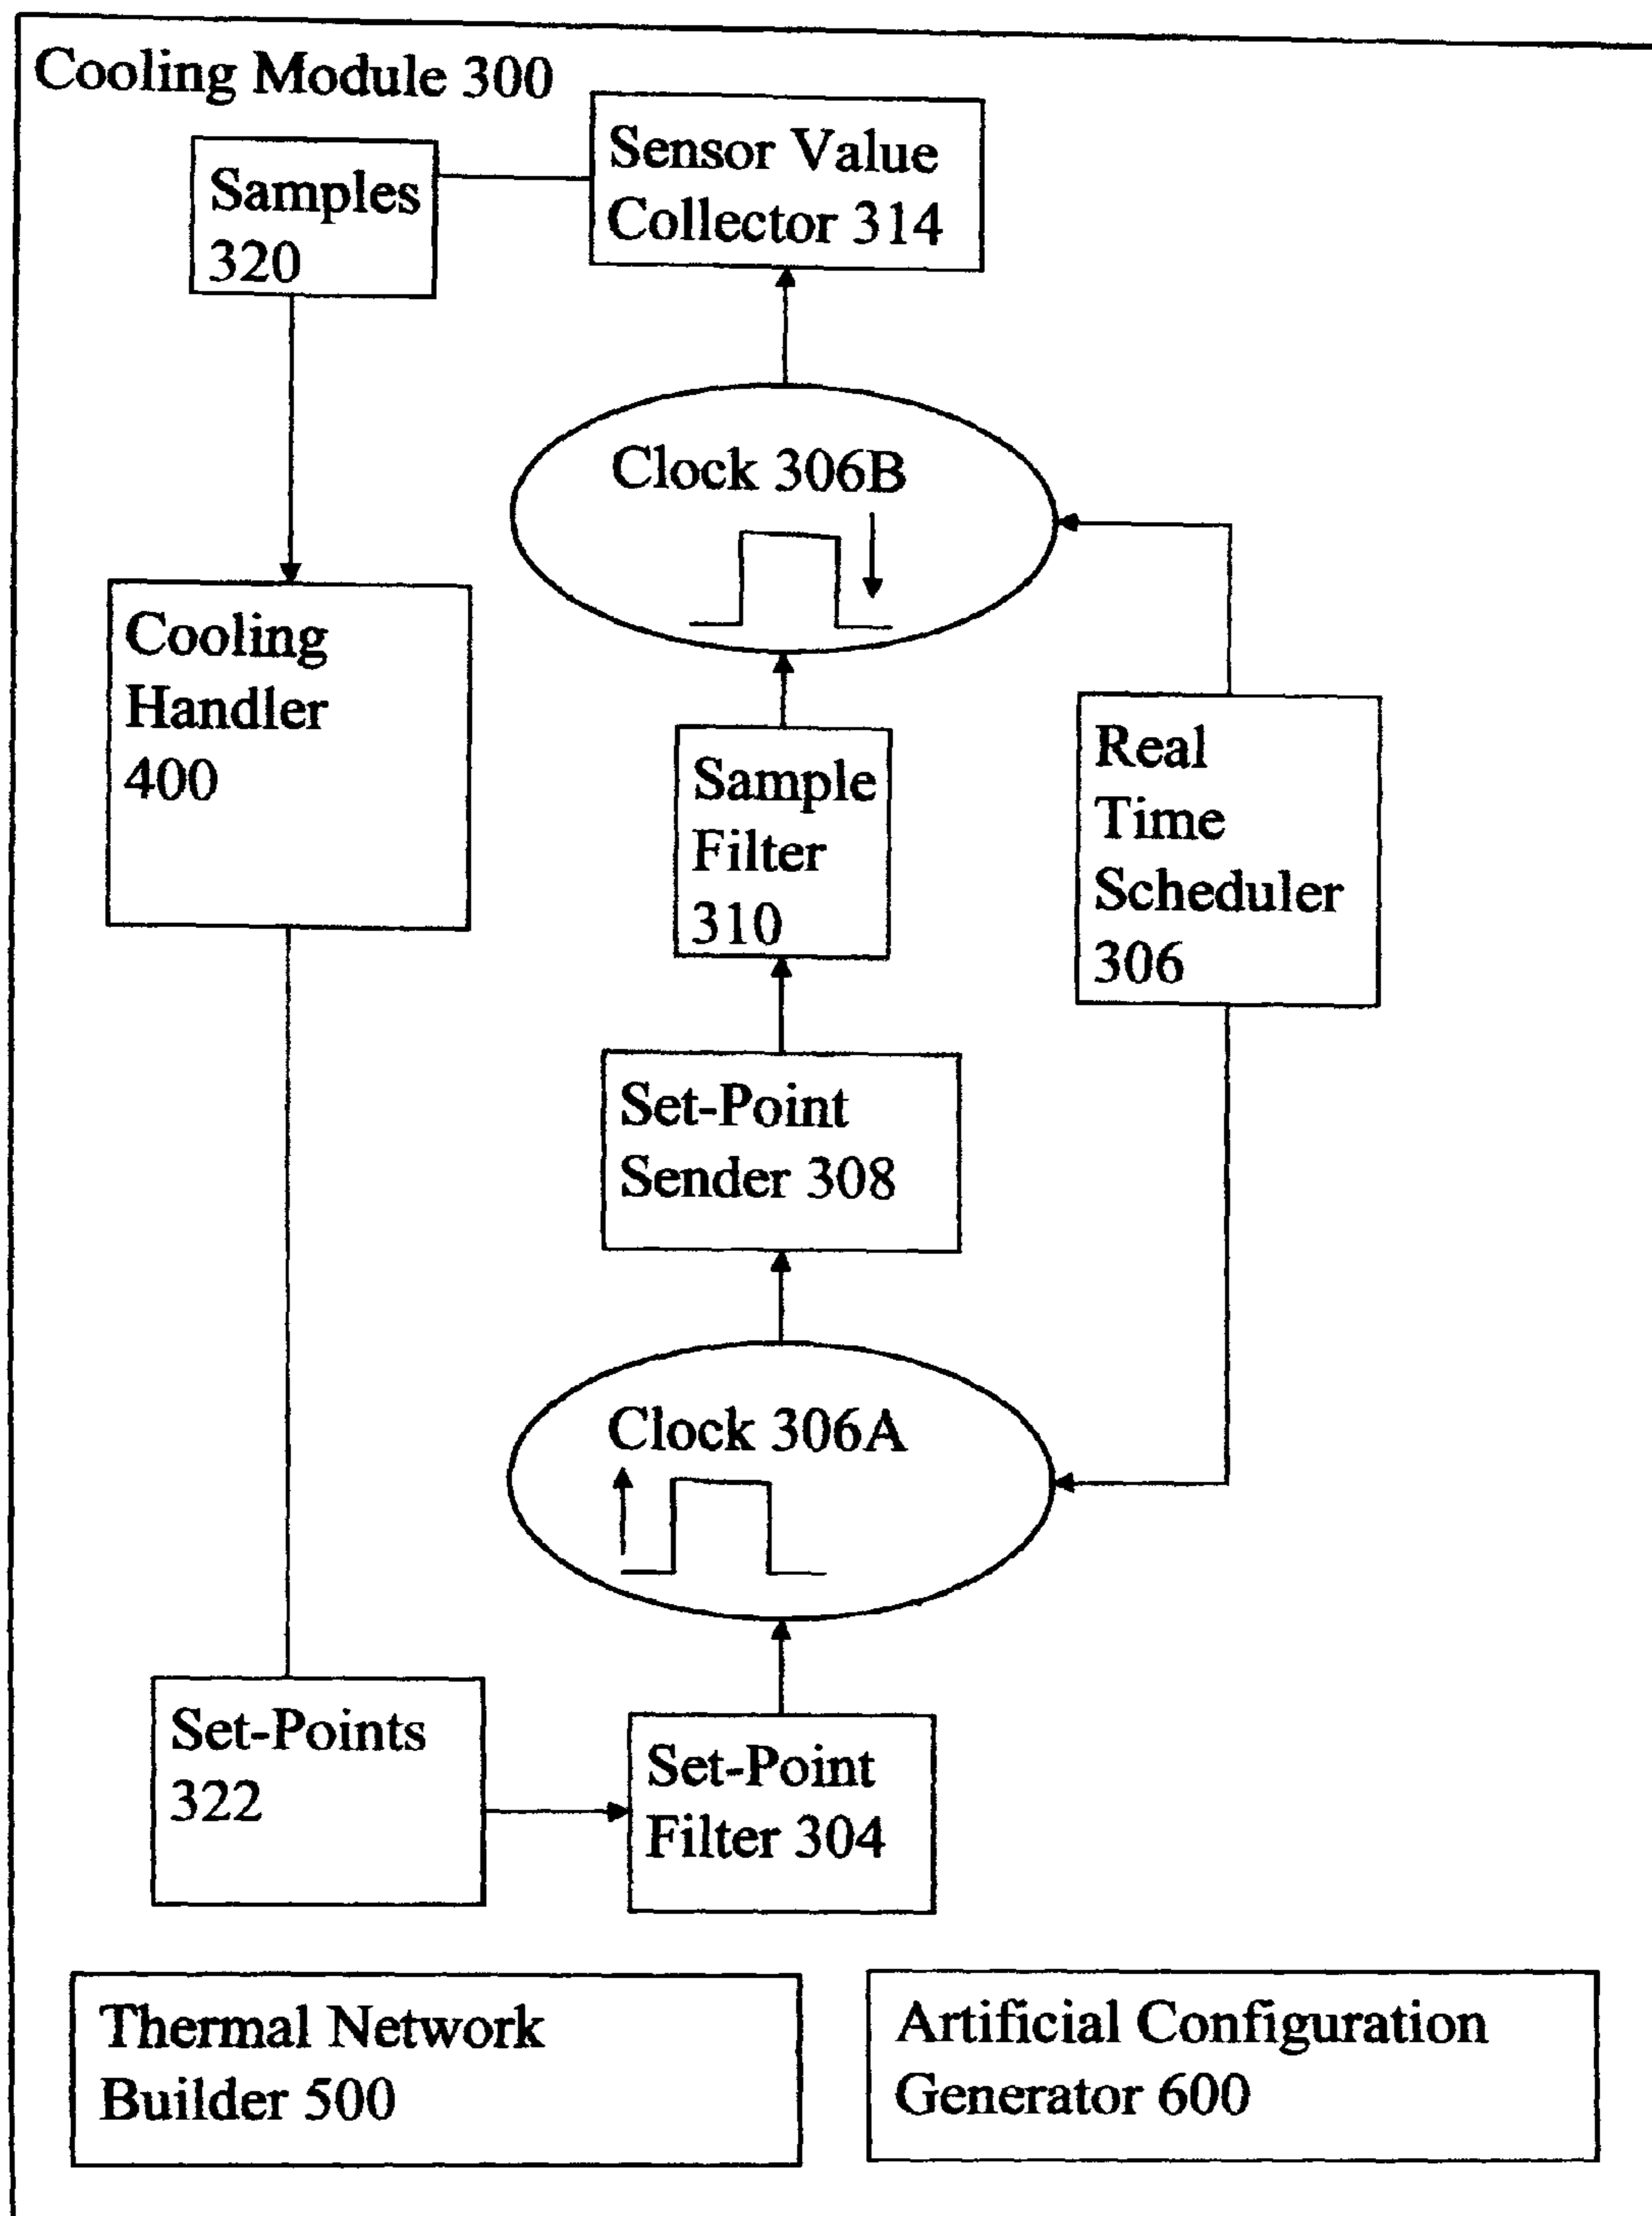 Cooling Module 300
Samples
320
Sensor Value
Collector 314
Clock 306B
Cooling
Handler
400
Sample
Filter
310
Real
Time
Scheduler
306
Set-Point
Sender 308
Clock 306A
Set-Points
322
Set-Point
Filter 304
Thermal Network
Builder 500
Artificial Configuration
Generator 600